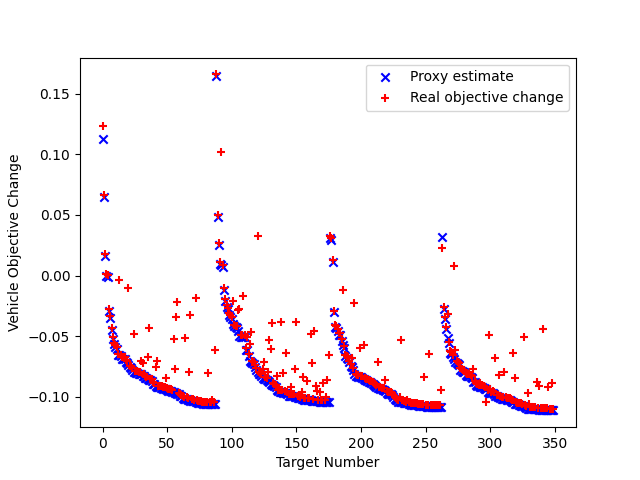 Proxy estimate
Real objective change
0.15
0.10
0.05
0.00
−0.05
−0.10
Vehicle Objective Change
0 50 100 150 200 250 300 350
Target Number